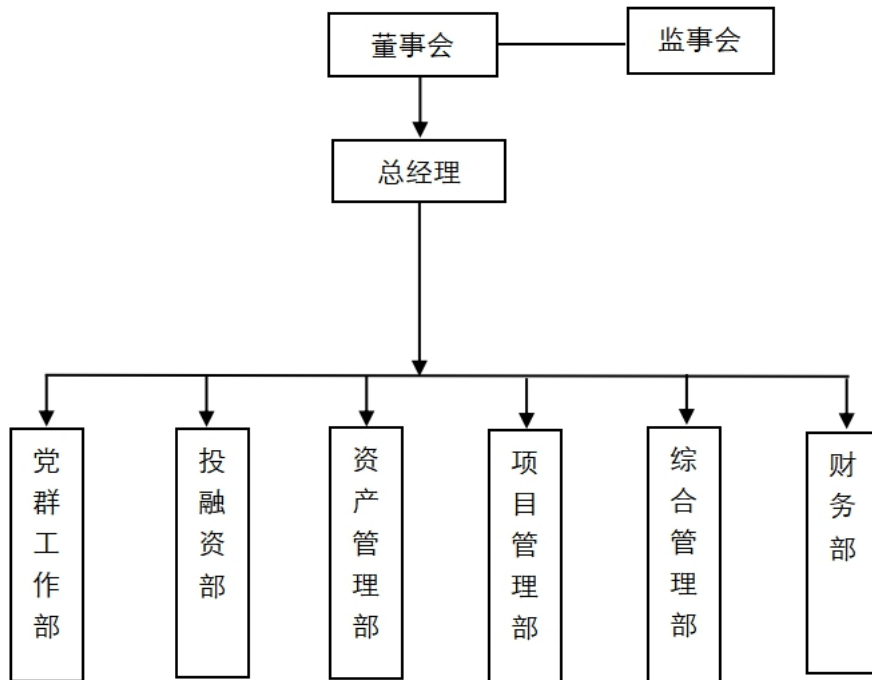 董事会
监事会
总经理
党群工作部
投融资部
资产管理部
项目管理部
综合管理部
财务部